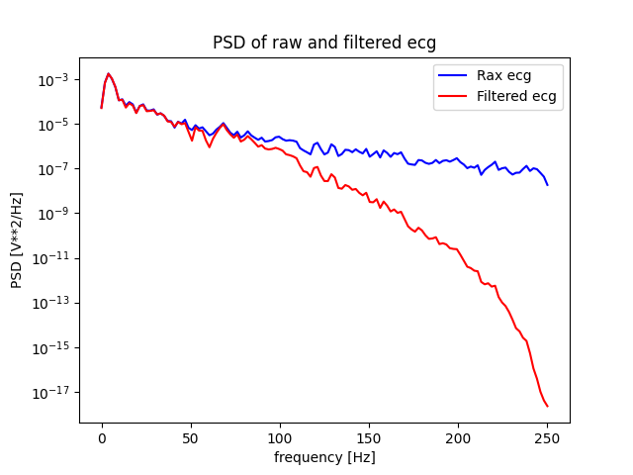 PSD of raw and filtered ecg
Rax ecg
Filtered ecg
PSD [V**2/Hz]
10⁻³
10⁻⁵
10⁻⁷
10⁻⁹
10⁻¹¹
10⁻¹³
10⁻¹⁵
10⁻¹⁷
0 50 100 150 200 250
frequency [Hz]